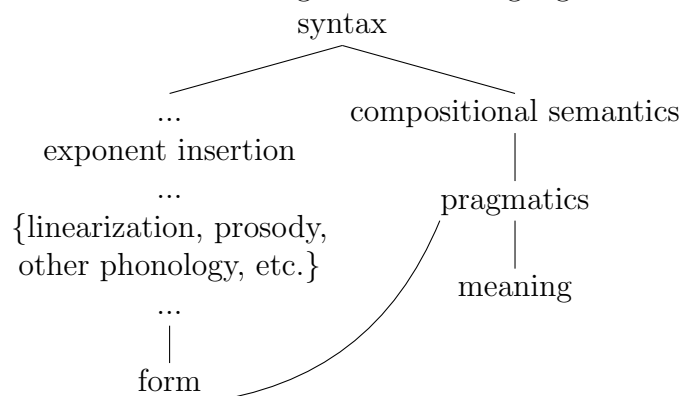 syntax
...
compositional semantics
exponent insertion
...
pragmatics
{linearization, prosody,
other phonology, etc.}
meaning
...
form